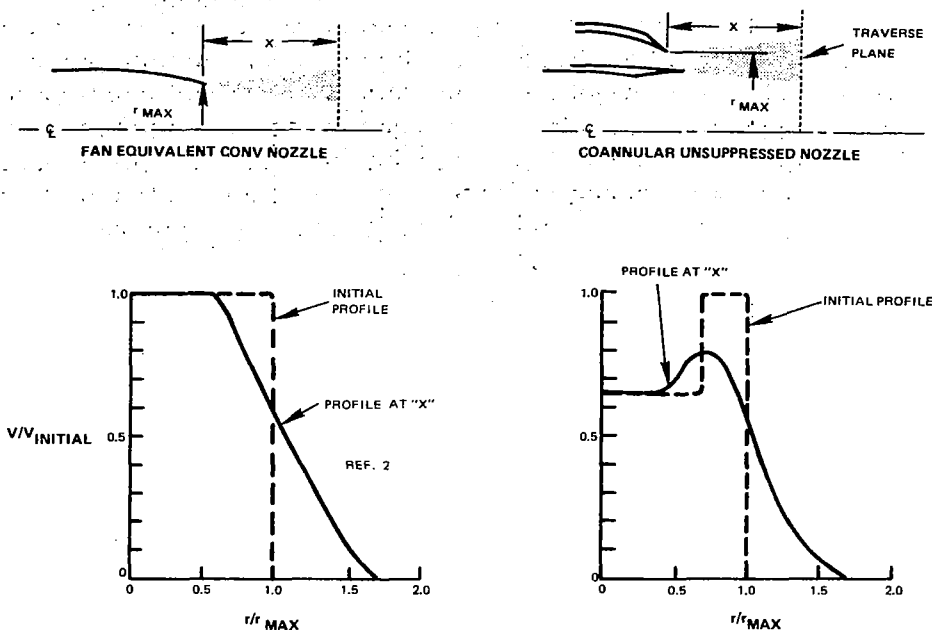 X
r MAX
℄
FAN EQUIVALENT CONV NOZZLE
X
TRAVERSE
PLANE
r MAX
℄
COANNULAR UNSUPPRESSED NOZZLE
V/VINITIAL
1.0
0.5
0
INITIAL
PROFILE
PROFILE AT "X"
REF. 2
0
0.5
1.0
1.5
2.0
r/rMAX
PROFILE AT "X"
INITIAL PROFILE
1.0
0.5
0
0
0.5
1.0
1.5
2.0
r/rMAX